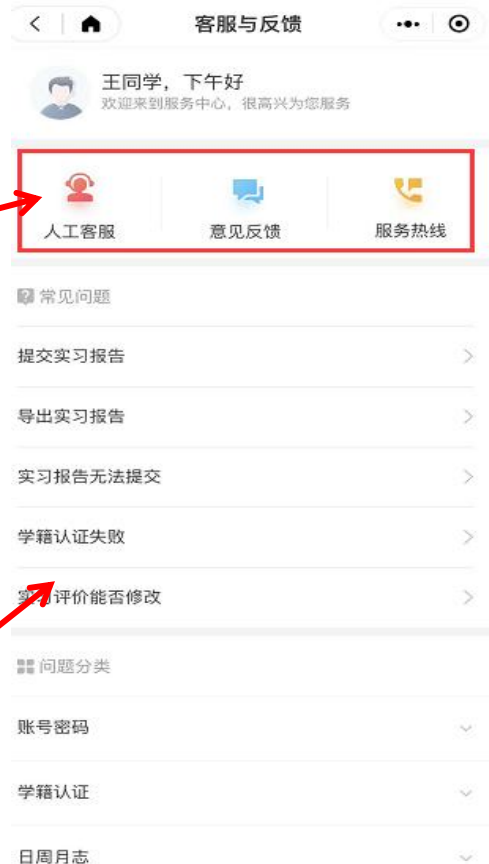 客服与反馈
王同学，下午好
欢迎来到服务中心，很高兴为您服务
人工客服 意见反馈 服务热线
常见问题
提交实习报告
导出实习报告
实习报告无法提交
学籍认证失败
实习评价能否修改
问题分类
账号密码
学籍认证
日周月志